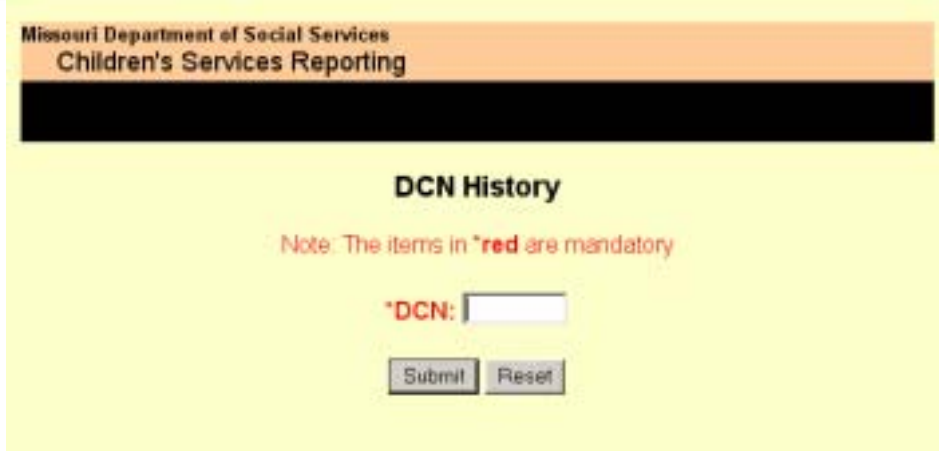 Missouri Department of Social Services
Children's Services Reporting
DCN History
Note: The items in *red are mandatory
*DCN:
Submit Reset